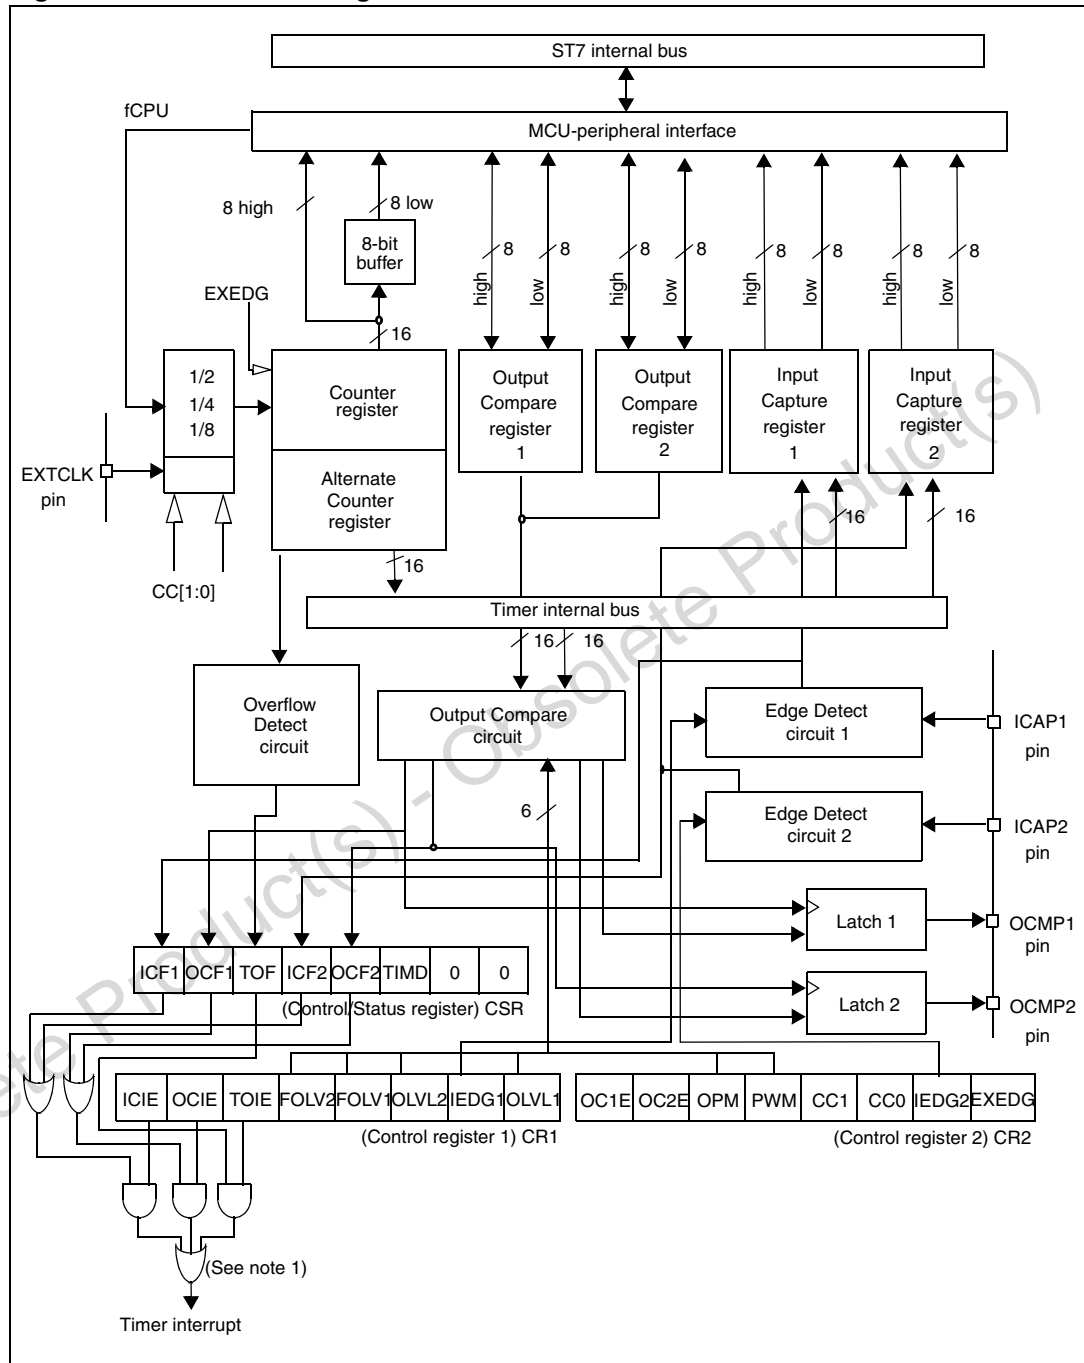 ST7 internal bus
fCPU
MCU-peripheral interface
8 high
8 low
8-bit
buffer
8
8
8
8
8
8
8
8
high
low
high
low
high
low
high
low
EXEDG
16
1/2
1/4
1/8
Counter
register
Output
Compare
register
1
Output
Compare
register
2
Input
Capture
register
1
Input
Capture
register
2
EXTCLK
pin
Alternate
Counter
register
16
16
16
CC[1:0]
Timer internal bus
16
16
Overflow
Detect
circuit
Output Compare
circuit
Edge Detect
circuit 1
ICAP1
pin
6
Edge Detect
circuit 2
ICAP2
pin
Latch 1
OCMP1
pin
ICF1 OCF1 TOF ICF2 OCF2 TIMD 0 0
(Control/Status register) CSR
Latch 2
OCMP2
pin
ICIE OCIE TOIE FOLV2 FOLV1 OLVL2 IEDG1 OLVL1
(Control register 1) CR1
OC1E OC2E OPM PWM CC1 CC0 IEDG2 EXEDG
(Control register 2) CR2
(See note 1)
Timer interrupt
Obsolete Product(s) - Obsolete Product(s)